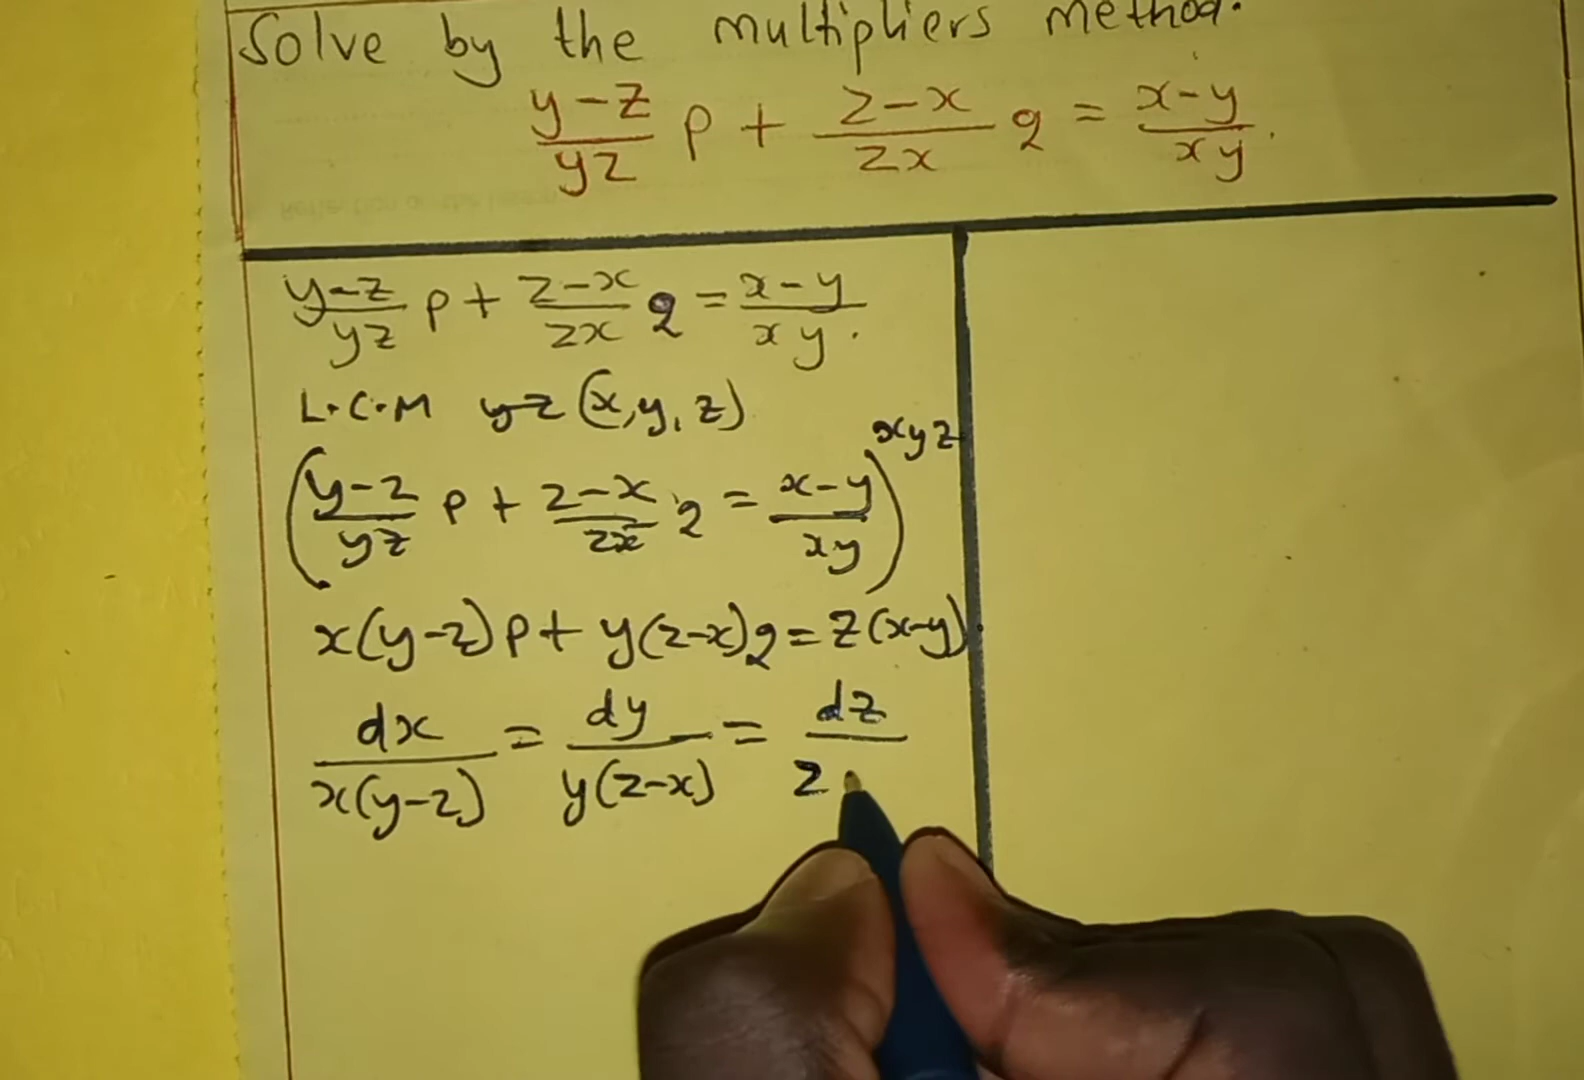 Solve by the multipliers method.
y-z/yz p + z-x/zx q = x-y/xy.
y-z/yz p + z-x/zx q = x-y/xy.
L.C.M yz (x, y, z)
(y-z/yz p + z-x/zx q = x-y/xy) xyz
x(y-z)p + y(z-x)q = z(x-y).
dx/x(y-z) = dy/y(z-x) = dz/z